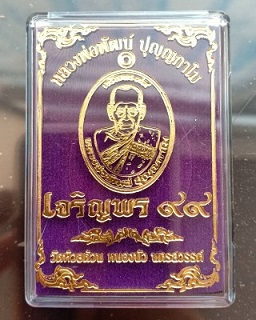 หลวงพ่อพัฒน์ ปุญญกาโม
เจริญพร ๙๙
วัดห้วยด้วน หนองบัว นครสวรรค์